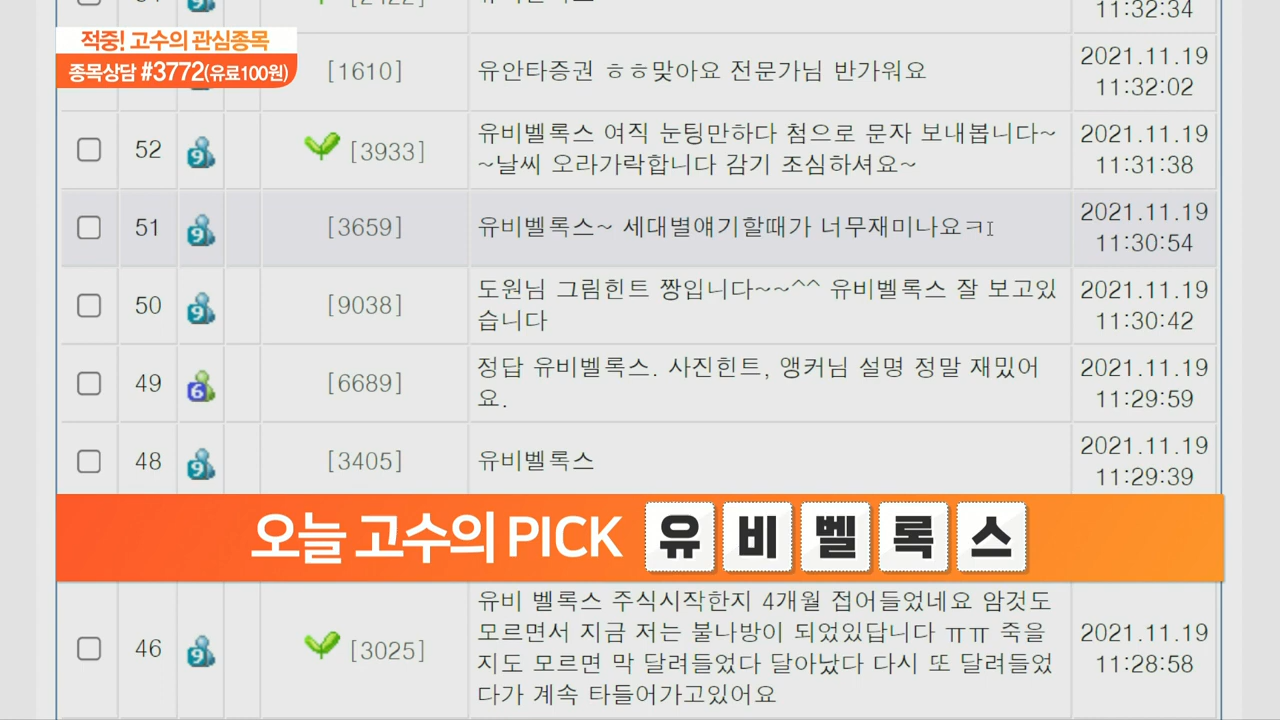 11:32:34
적중! 고수의 관심종목
종목상담 #3772(유료100원)
[1610]
유안타증권 ㅎㅎ맞아요 전문가님 반가워요
2021.11.19
11:32:02
52
9
[3933]
유비벨록스 여직 눈팅만하다 첨으로 문자 보내봅니다~
~날씨 오라가락합니다 감기 조심하셔요~
2021.11.19
11:31:38
51
9
[3659]
유비벨록스~ 세대별얘기할때가 너무재미나요ㅋ
2021.11.19
11:30:54
50
9
[9038]
도원님 그림힌트 짱입니다~~^^ 유비벨록스 잘 보고있
습니다
2021.11.19
11:30:42
49
6
[6689]
정답 유비벨록스. 사진힌트, 앵커님 설명 정말 재밌어
요.
2021.11.19
11:29:59
48
9
[3405]
유비벨록스
2021.11.19
11:29:39
오늘 고수의 PICK 유비벨록스
46
9
[3025]
유비 벨록스 주식시작한지 4개월 접어들었네요 암것도
모르면서 지금 저는 불나방이 되었있답니다 ㅠㅠ 죽을
지도 모르면 막 달려들었다 달아났다 다시 또 달려들었
다가 계속 타들어가고있어요
2021.11.19
11:28:58